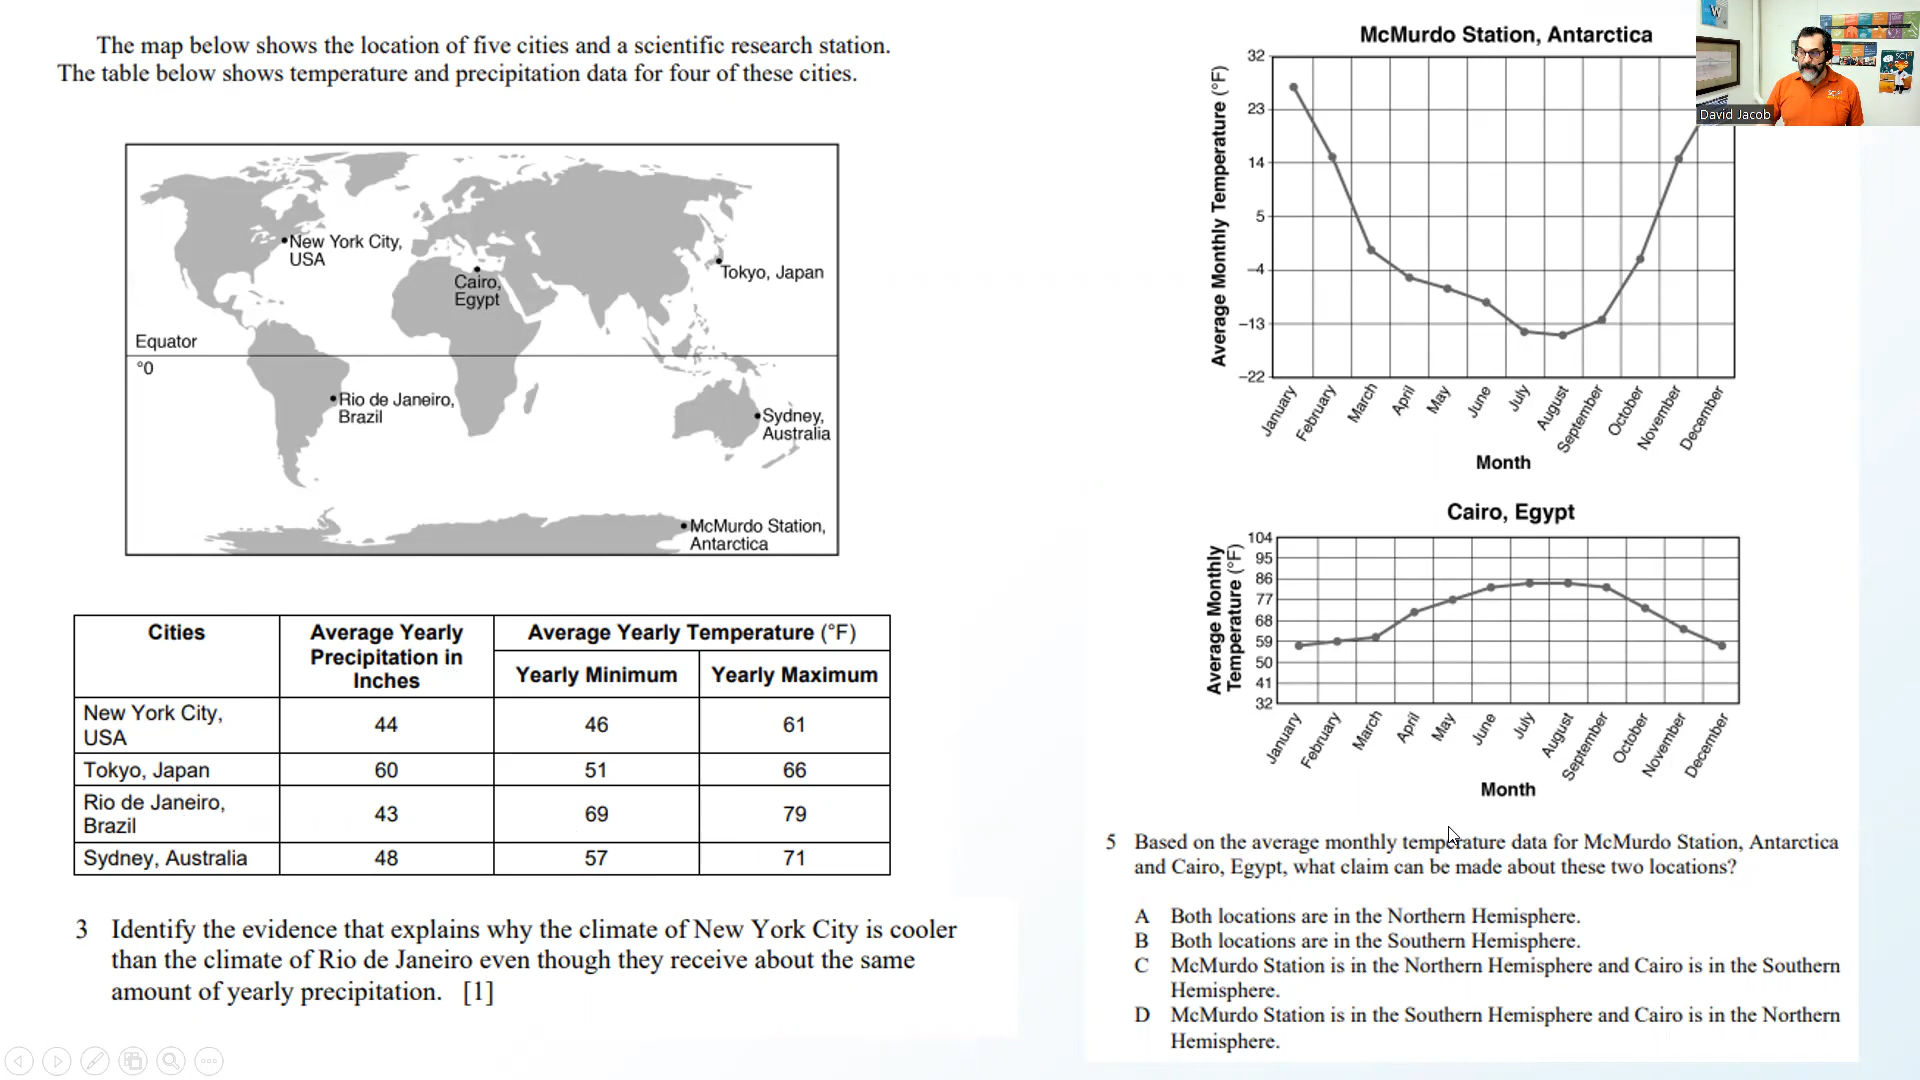 The map below shows the location of five cities and a scientific research station.
The table below shows temperature and precipitation data for four of these cities.
New York City,
USA
Cairo,
Egypt
Tokyo, Japan
Equator
°0
Rio de Janeiro,
Brazil
Sydney,
Australia
McMurdo Station,
Antarctica
Cities
Average Yearly
Precipitation in
Inches
Average Yearly Temperature (°F)
Yearly Minimum
Yearly Maximum
New York City,
USA
44
46
61
Tokyo, Japan
60
51
66
Rio de Janeiro,
Brazil
43
69
79
Sydney, Australia
48
57
71
3 Identify the evidence that explains why the climate of New York City is cooler
than the climate of Rio de Janeiro even though they receive about the same
amount of yearly precipitation. [1]
McMurdo Station, Antarctica
Average Monthly Temperature (°F)
32
23
14
5
–4
–13
–22
January
February
March
April
May
June
July
August
September
October
November
December
Month
Cairo, Egypt
Average Monthly
Temperature (°F)
104
95
86
77
68
59
50
41
32
January
February
March
April
May
June
July
August
September
October
November
December
Month
5 Based on the average monthly temperature data for McMurdo Station, Antarctica
and Cairo, Egypt, what claim can be made about these two locations?
A Both locations are in the Northern Hemisphere.
B Both locations are in the Southern Hemisphere.
C McMurdo Station is in the Northern Hemisphere and Cairo is in the Southern
Hemisphere.
D McMurdo Station is in the Southern Hemisphere and Cairo is in the Northern
Hemisphere.
David Jacob